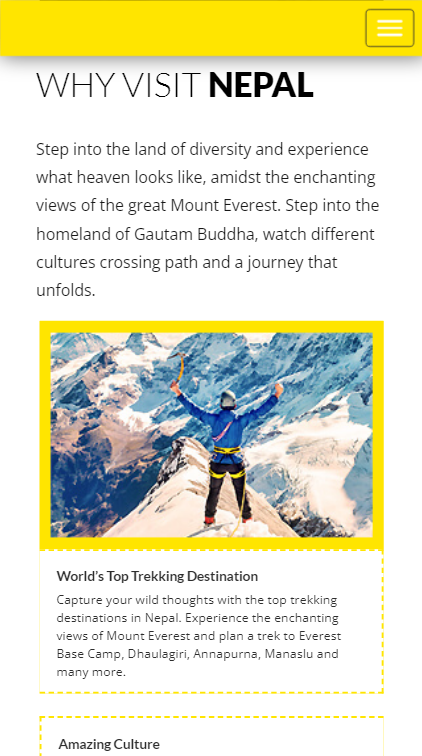 WHY VISIT NEPAL
Step into the land of diversity and experience
what heaven looks like, amidst the enchanting
views of the great Mount Everest. Step into the
homeland of Gautam Buddha, watch different
cultures crossing path and a journey that
unfolds.
World’s Top Trekking Destination
Capture your wild thoughts with the top trekking
destinations in Nepal. Experience the enchanting
views of Mount Everest and plan a trek to Everest
Base Camp, Dhaulagiri, Annapurna, Manaslu and
many more.
Amazing Culture